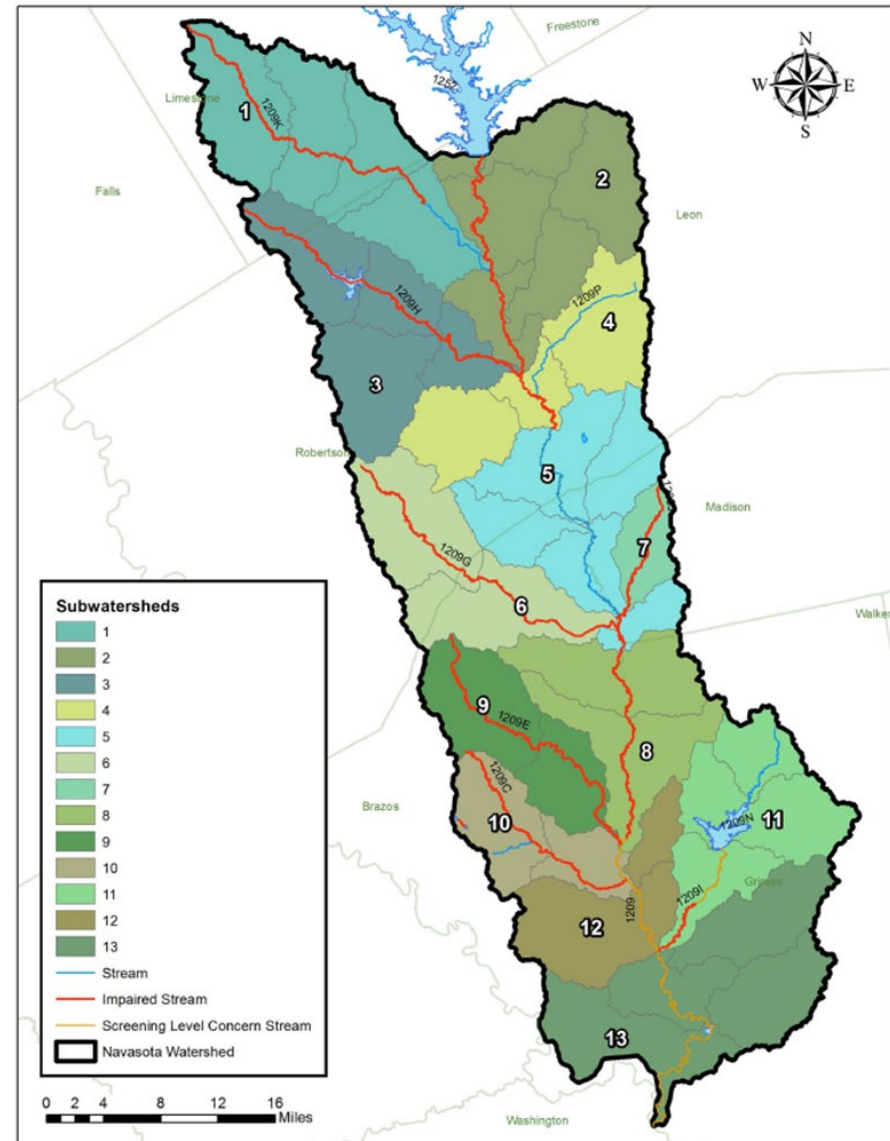 Freestone
N
W E
S
1257
Limestone
1
1209K
2
Falls
Leon
1209P
4
1209H
3
Robertson
5
Madison
7
1209G
6
Walker
9
1209E
8
1209C
Brazos
10
1209N
11
Grimes
1209I
1209
12
13
Washington
Subwatersheds
1
2
3
4
5
6
7
8
9
10
11
12
13
Stream
Impaired Stream
Screening Level Concern Stream
Navasota Watershed
0 2 4 8 12 16
Miles